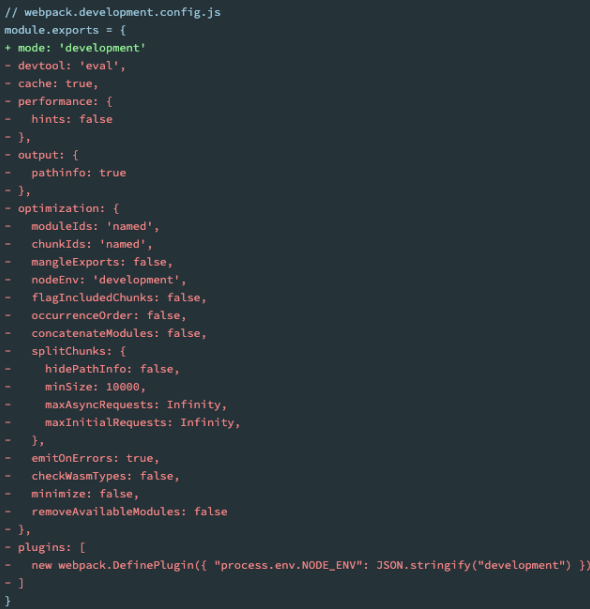 // webpack.development.config.js
module.exports = {
+ mode: 'development'
- devtool: 'eval',
- cache: true,
- performance: {
-   hints: false
- },
- output: {
-   pathinfo: true
- },
- optimization: {
-   moduleIds: 'named',
-   chunkIds: 'named',
-   mangleExports: false,
-   nodeEnv: 'development',
-   flagIncludedChunks: false,
-   occurrenceOrder: false,
-   concatenateModules: false,
-   splitChunks: {
-     hidePathInfo: false,
-     minSize: 10000,
-     maxAsyncRequests: Infinity,
-     maxInitialRequests: Infinity,
-   },
-   emitOnErrors: true,
-   checkWasmTypes: false,
-   minimize: false,
-   removeAvailableModules: false
- },
- plugins: [
-   new webpack.DefinePlugin({ "process.env.NODE_ENV": JSON.stringify("development") })
- ]
}